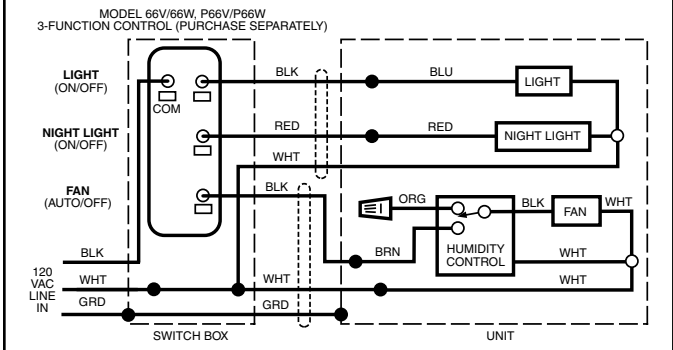 MODEL 66V/66W, P66V/P66W
3-FUNCTION CONTROL (PURCHASE SEPARATELY)
LIGHT
(ON/OFF)
COM
BLK
BLU
LIGHT
NIGHT LIGHT
(ON/OFF)
RED
RED
NIGHT LIGHT
WHT
FAN
(AUTO/OFF)
BLK
ORG
BLK
FAN
WHT
BRN
HUMIDITY
CONTROL
WHT
BLK
120
VAC
LINE
IN
WHT
WHT
WHT
GRD
GRD
SWITCH BOX
UNIT